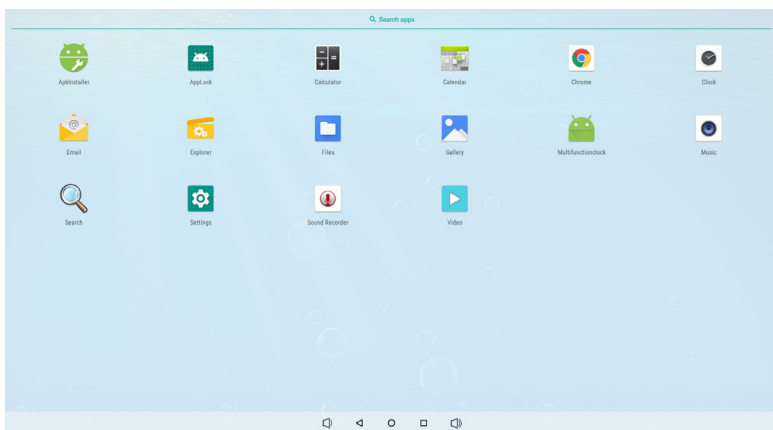 Search apps
ApkInstaller
AppLock
Calculator
Calendar
Chrome
Clock
Email
Explorer
Files
Gallery
Multifunctionclock
Music
Search
Settings
Sound Recorder
Video